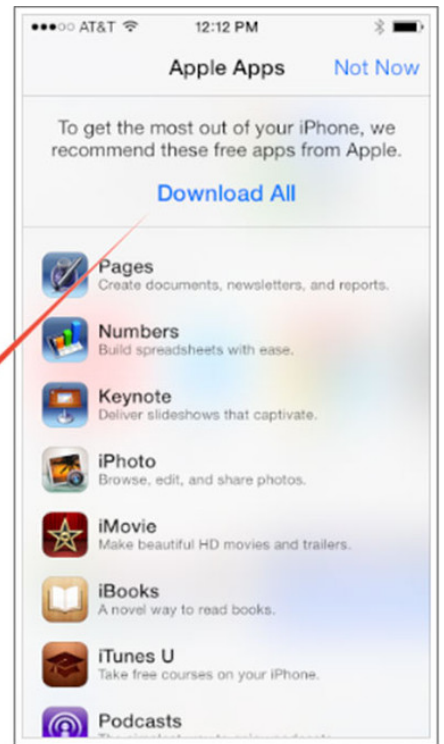 AT&T 12:12 PM
Apple Apps Not Now
To get the most out of your iPhone, we
recommend these free apps from Apple.
Download All
Pages
Create documents, newsletters, and reports.
Numbers
Build spreadsheets with ease.
Keynote
Deliver slideshows that captivate.
iPhoto
Browse, edit, and share photos.
iMovie
Make beautiful HD movies and trailers.
iBooks
A novel way to read books.
iTunes U
Take free courses on your iPhone.
Podcasts